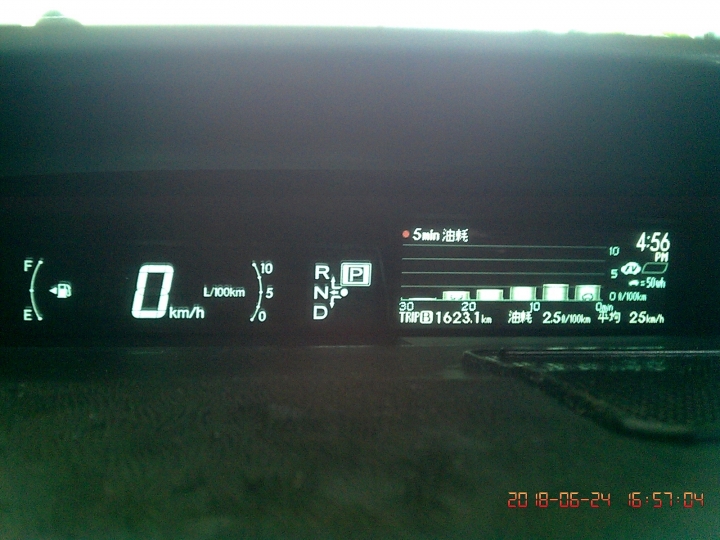 5min 油耗
4:56
PM
10
5
0 ℓ/100km
=50Wh
30 20 10 0min
TRIP B 1623.1km 油耗 2.5ℓ/100km 平均 25km/h
F
E
0
km/h
L/100km
10
5
0
R
N
D
P
2018-06-24 16:57:04